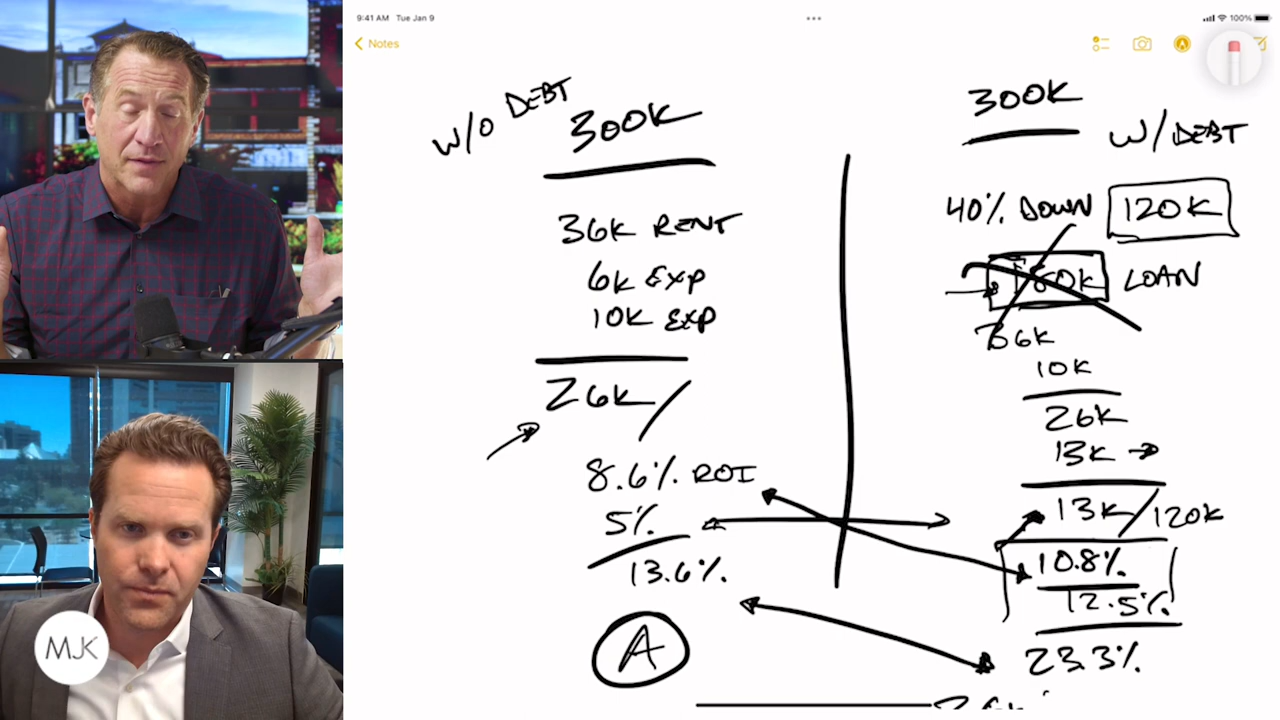 9:41 AM Tue Jan 9
100%
Notes
W/O DEBT
300K
36K RENT
6K EXP
10K EXP
26K/
8.6% ROI
5%
13.6%
A
300K
W/DEBT
40% DOWN 120K
180K LOAN
36K
10K
26K
13K →
13K/120K
10.8%
12.5%
23.3%
MJK